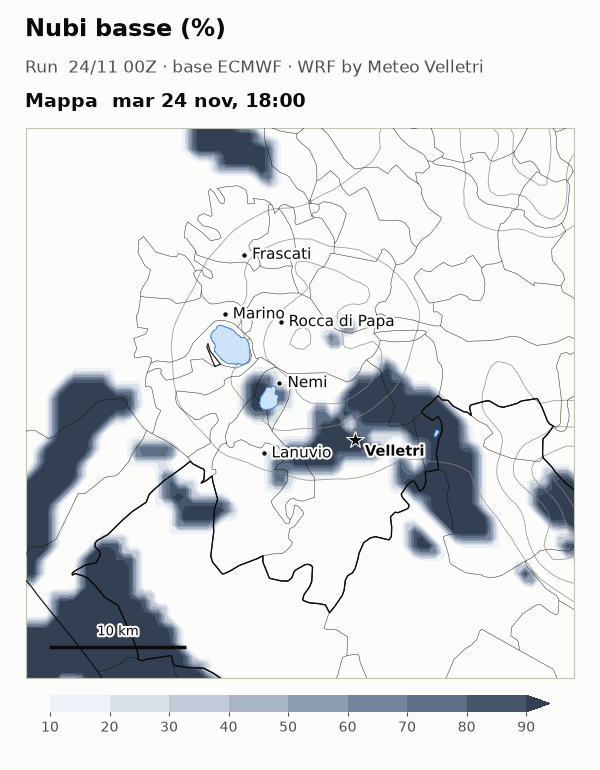 Nubi basse (%)
Run  24/11 00Z · base ECMWF · WRF by Meteo Velletri
Mappa  mar 24 nov, 18:00
Frascati
Marino
Rocca di Papa
Nemi
Velletri
Lanuvio
10 km
10 20 30 40 50 60 70 80 90